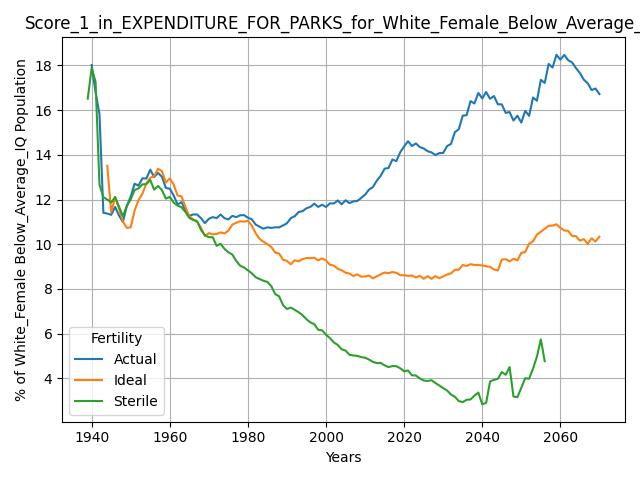 Score_1_in_EXPENDITURE_FOR_PARKS_for_White_Female_Below_Average_
% of White_Female Below_Average_IQ Population
18
16
14
12
10
8
6
4
Fertility
Actual
Ideal
Sterile
1940 1960 1980 2000 2020 2040 2060
Years